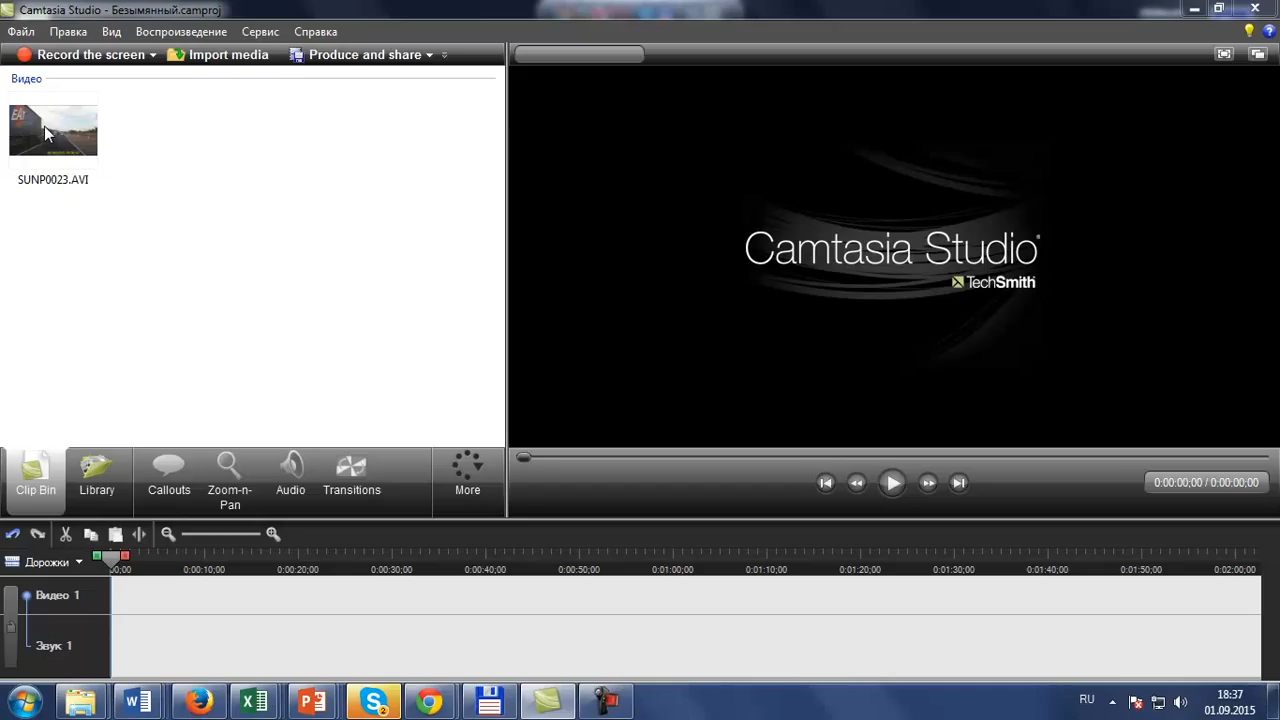 Camtasia Studio - Безымянный.camproj
Файл Правка Вид Воспроизведение Сервис Справка
Record the screen Import media Produce and share
Видео
EAT
SUNP0023.AVI
Camtasia Studio
TechSmith
Clip Bin Library Callouts Zoom-n-Pan Audio Transitions More
0:00:00;00 / 0:00:00;00
Дорожки
00;00 0:00:10;00 0:00:20;00 0:00:30;00 0:00:40;00 0:00:50;00 0:01:00;00 0:01:10;00 0:01:20;00 0:01:30;00 0:01:40;00 0:01:50;00 0:02:00;00
Видео 1
Звук 1
2
RU
18:37
01.09.2015